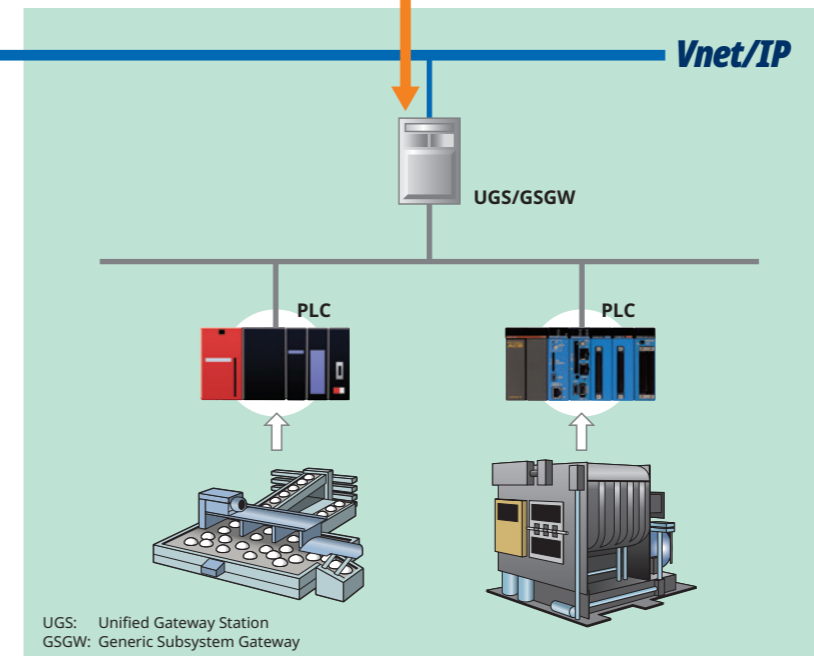 Vnet/IP
UGS/GSGW
PLC
PLC
UGS: Unified Gateway Station
GSGW: Generic Subsystem Gateway